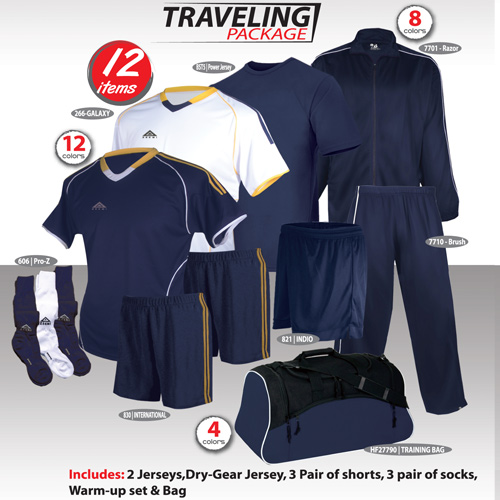 TRAVELING
PACKAGE
8
colors
7701 - Razor
BST5 | Power Jersey
12
items
266-GALAXY
12
colors
7710 - Brush
606 | Pro-Z
821 | INDIO
830 | INTERNATIONAL
4
colors
HF27790 | TRAINING BAG
Includes: 2 Jerseys,Dry-Gear Jersey, 3 Pair of shorts, 3 pair of socks,
Warm-up set & Bag